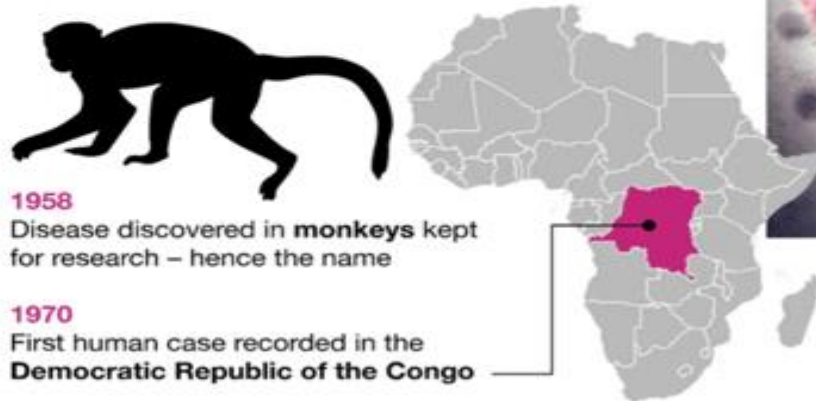 1958
Disease discovered in monkeys kept
for research – hence the name
1970
First human case recorded in the
Democratic Republic of the Congo